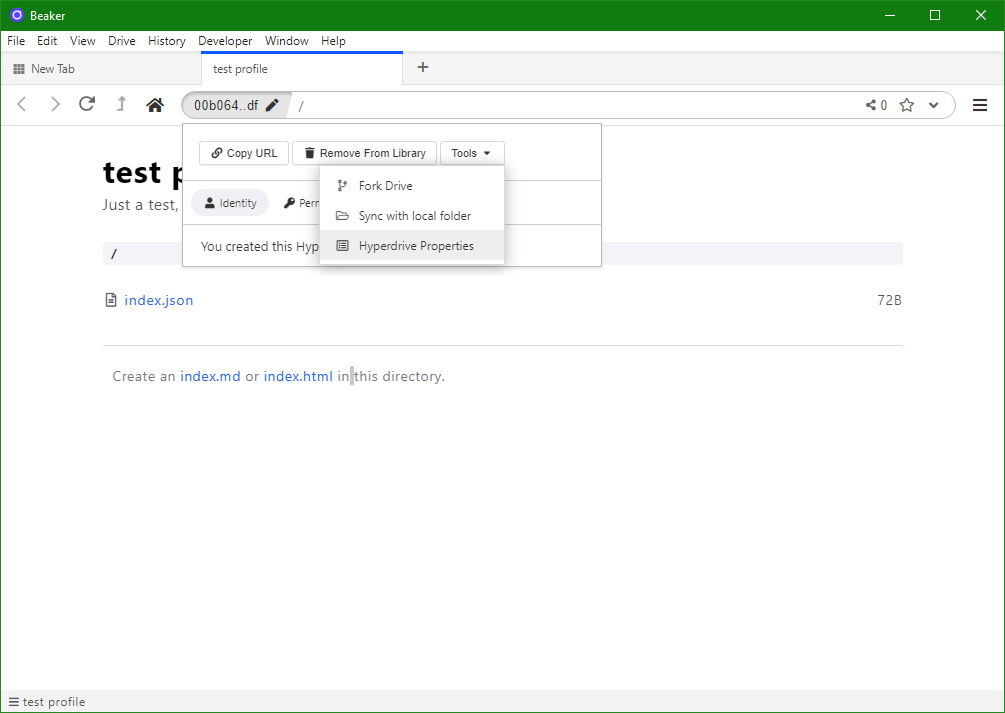 Beaker
File Edit View Drive History Developer Window Help
New Tab
test profile
00b064..df /
0
Copy URL
Remove From Library
Tools
test
Just a test,
Identity
Fork Drive
Sync with local folder
Hyperdrive Properties
You created this Hyp
/
index.json 72B
Create an index.md or index.html in this directory.
test profile